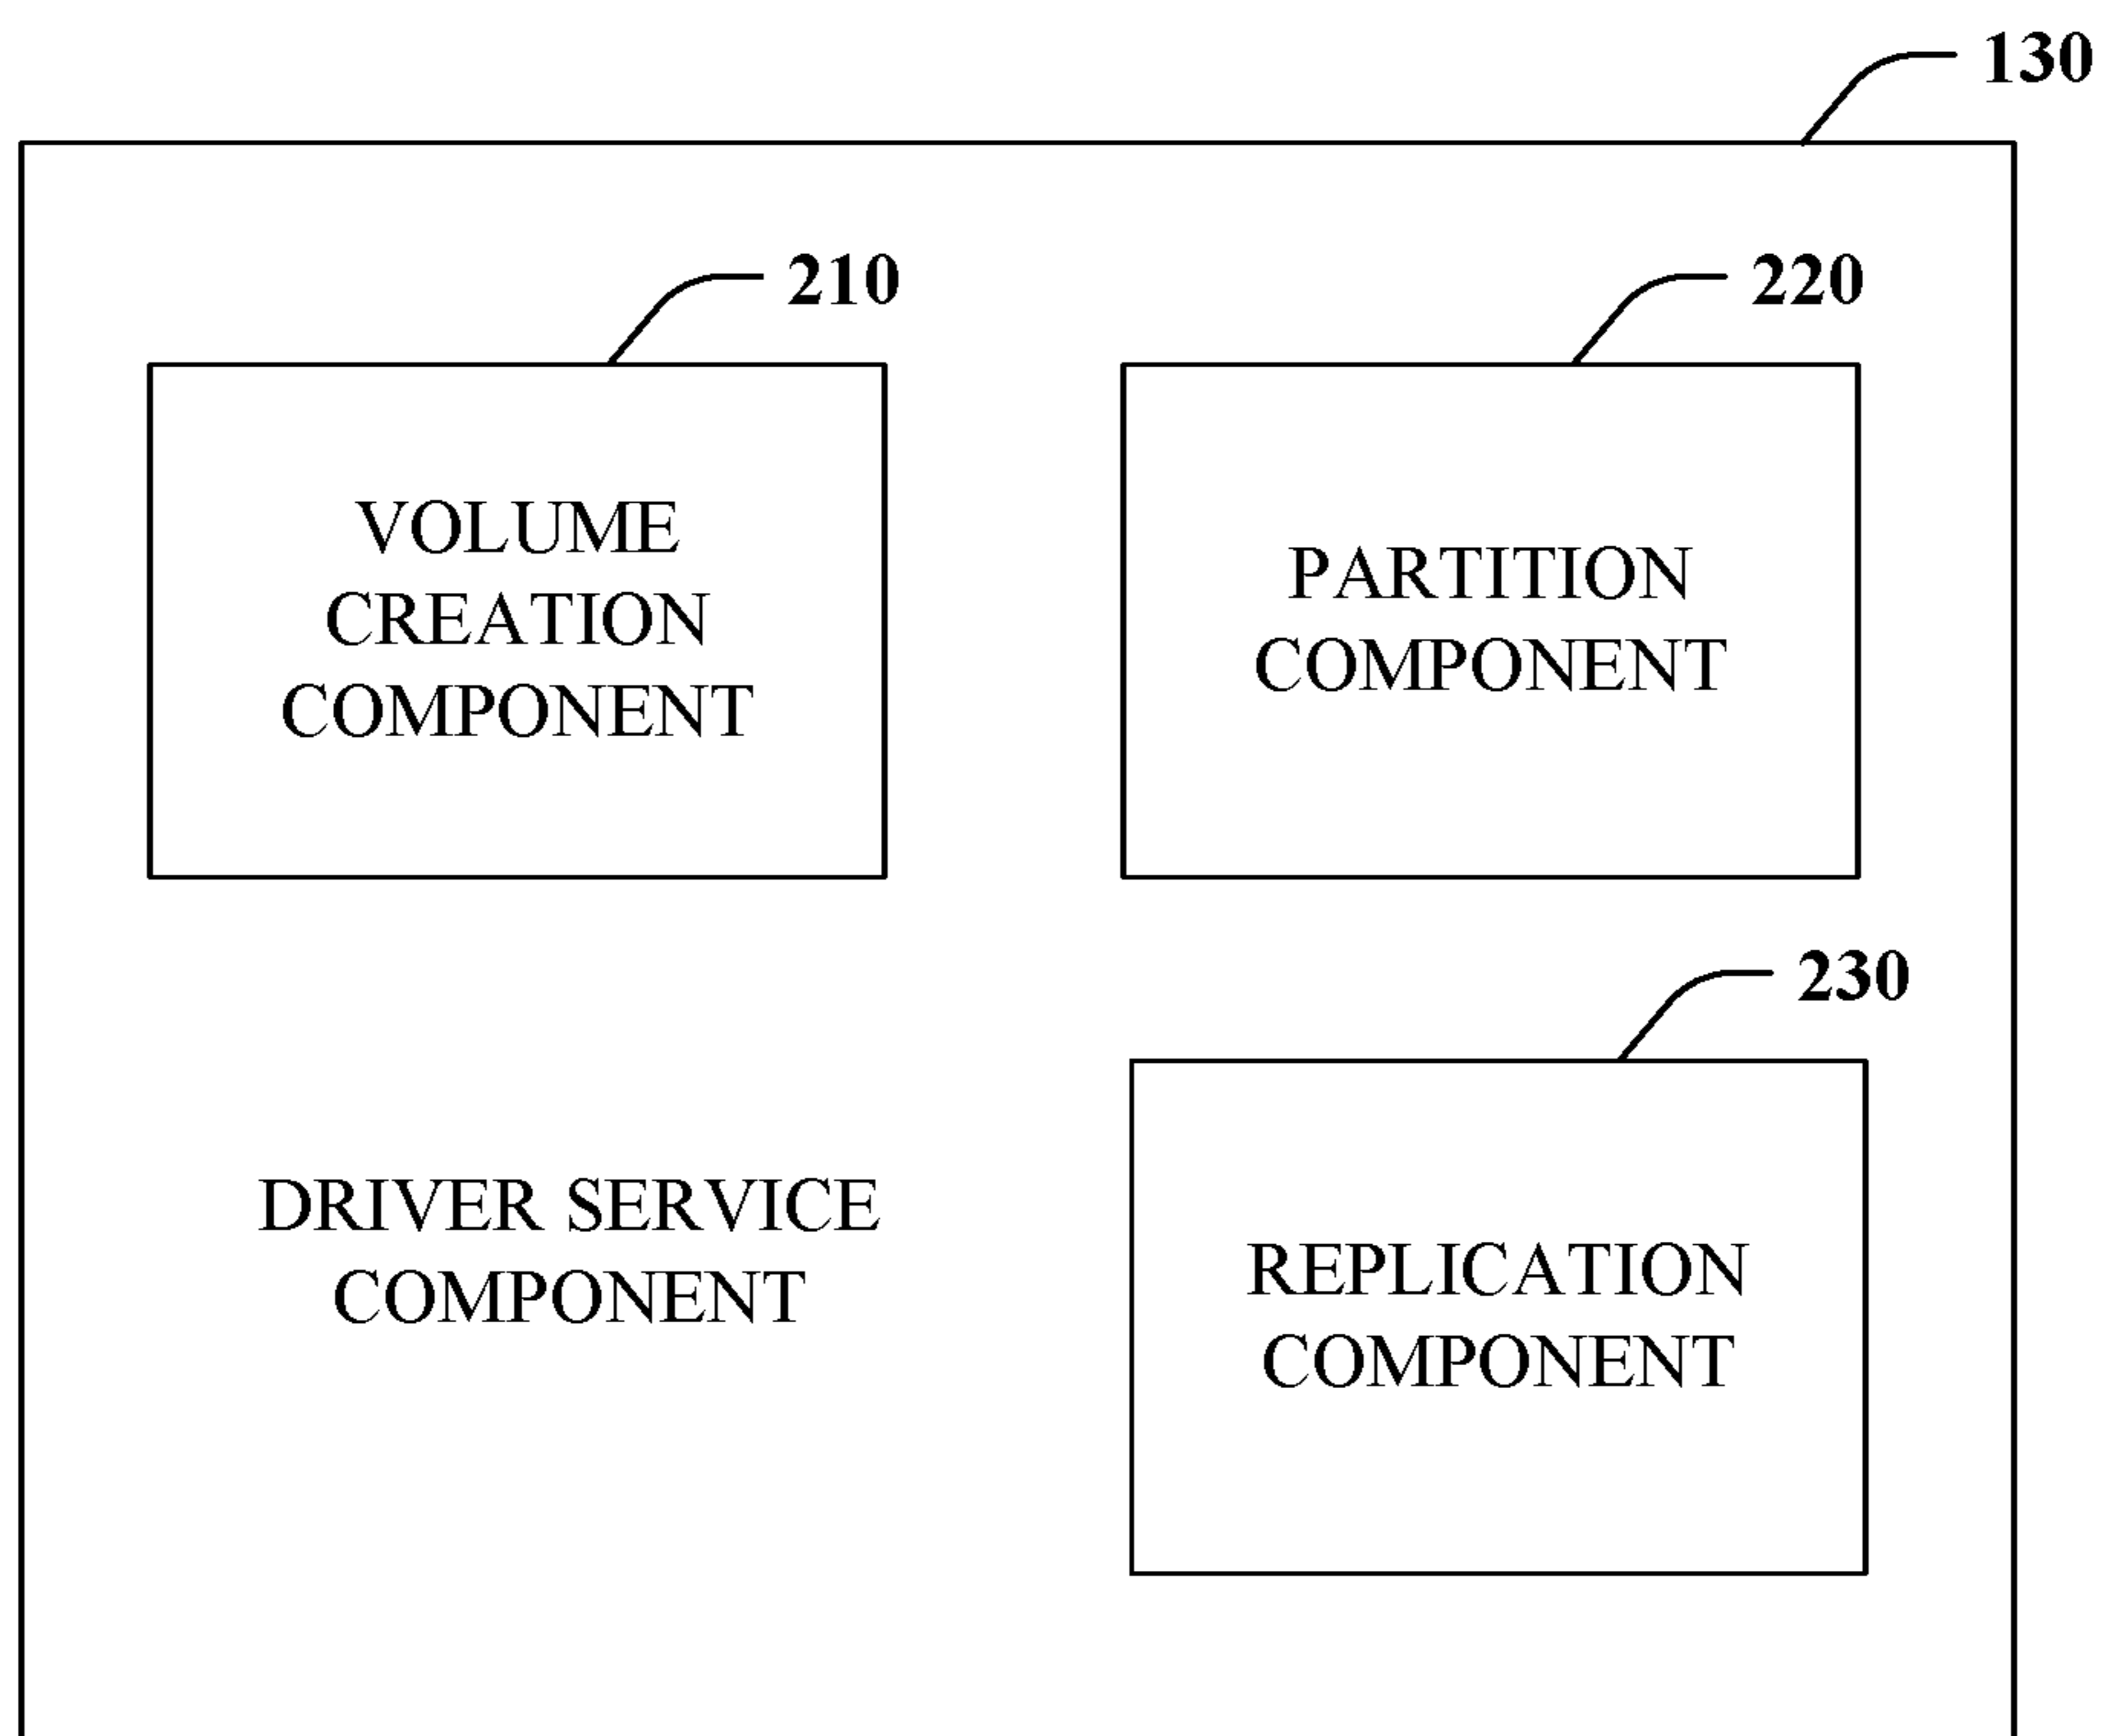 130
210
220
VOLUME
CREATION
COMPONENT
PARTITION
COMPONENT
230
DRIVER SERVICE
COMPONENT
REPLICATION
COMPONENT